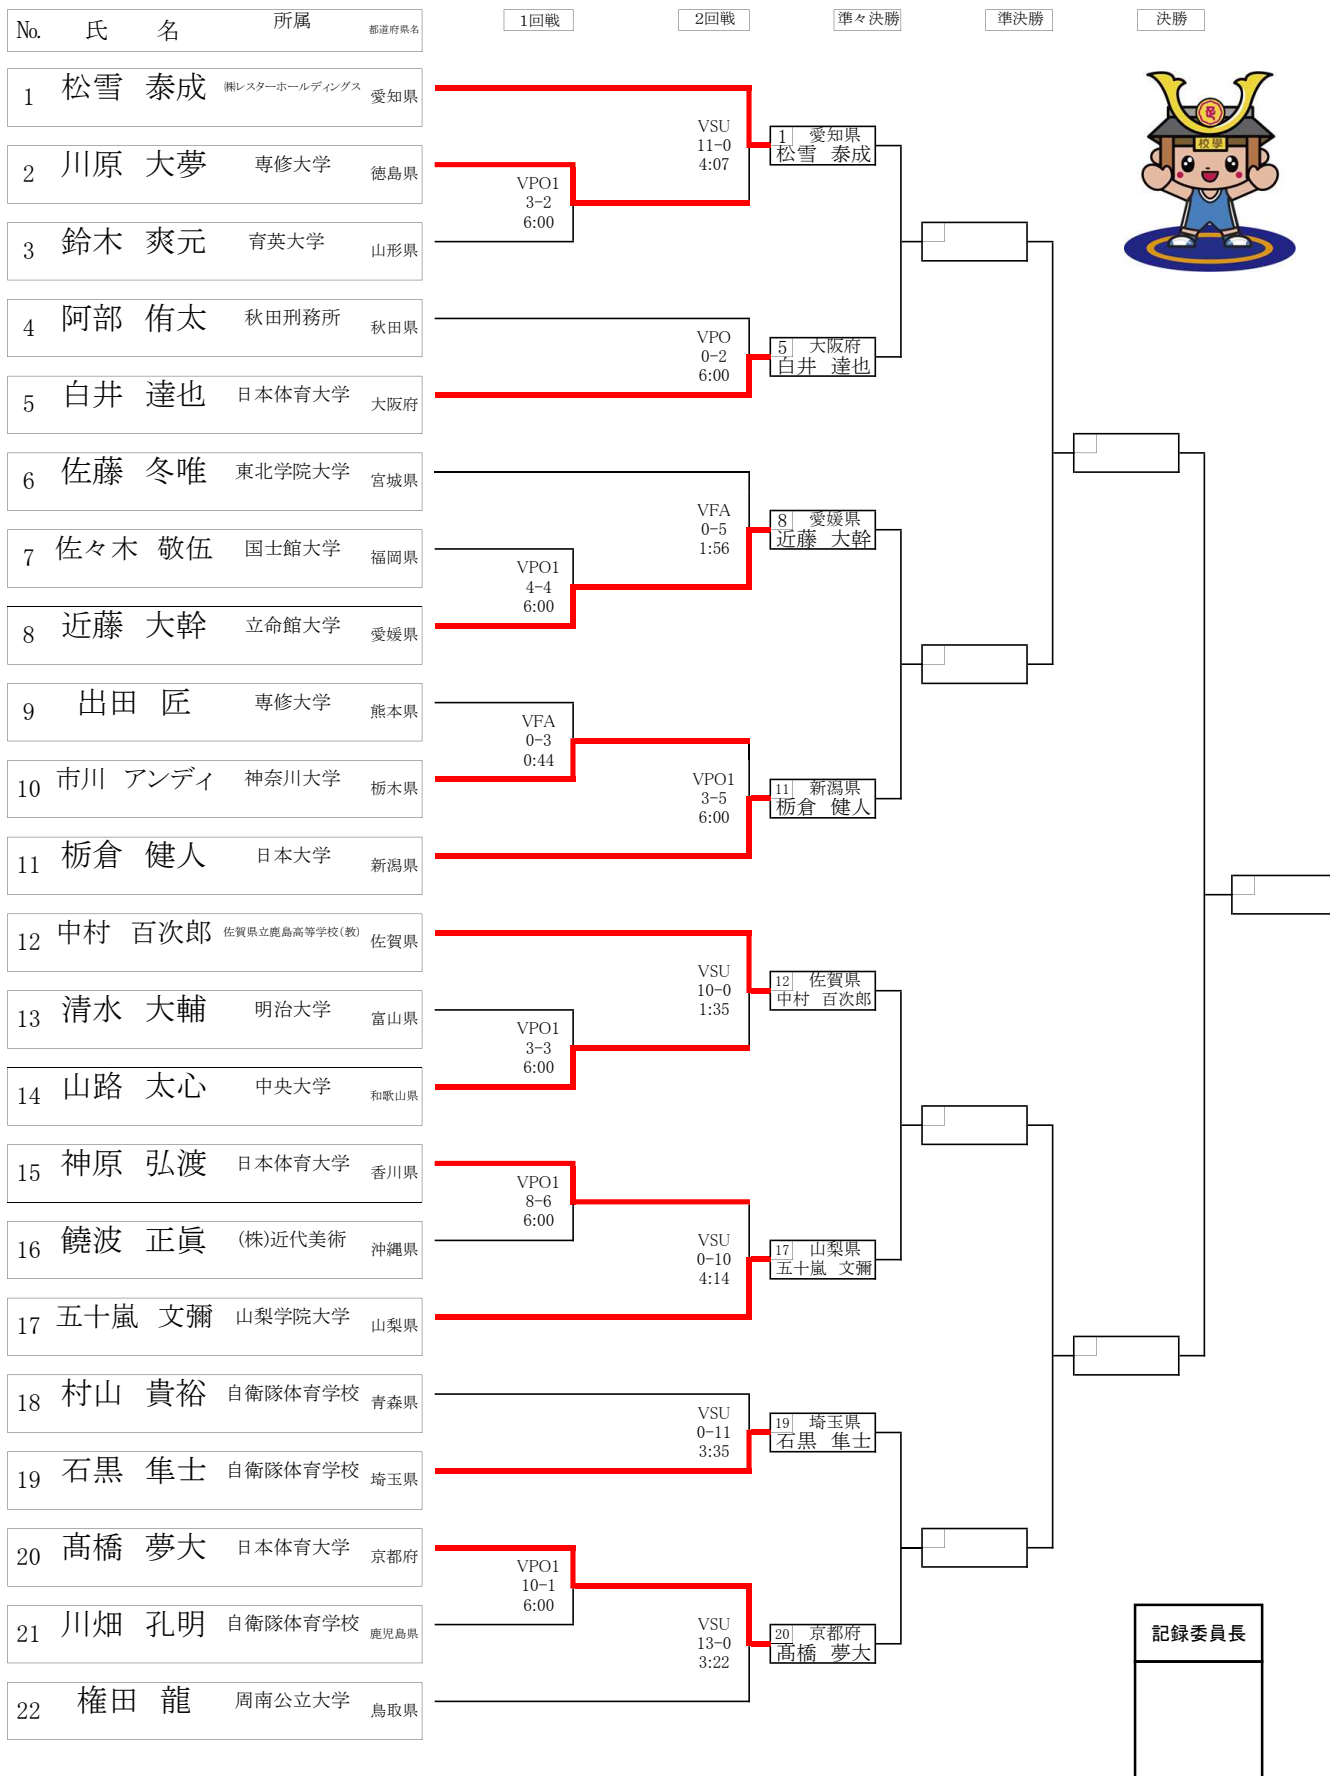 No. 氏 名 所属 都道府県名 1回戦 2回戦 準々決勝 準決勝 決勝
1 松雪 泰成 ㈱レスターホールディングス 愛知県
VSU
11-0
4:07
1 愛知県
松雪 泰成
校學
2 川原 大夢 専修大学 徳島県
VPO1
3-2
6:00
3 鈴木 爽元 育英大学 山形県
4 阿部 侑太 秋田刑務所 秋田県
VPO
0-2
6:00
5 大阪府
白井 達也
5 白井 達也 日本体育大学 大阪府
6 佐藤 冬唯 東北学院大学 宮城県
VFA
0-5
1:56
8 愛媛県
近藤 大幹
7 佐々木 敬伍 国士館大学 福岡県
VPO1
4-4
6:00
8 近藤 大幹 立命館大学 愛媛県
9 出田 匠 専修大学 熊本県
VFA
0-3
0:44
10 市川 アンディ 神奈川大学 栃木県
VPO1
3-5
6:00
11 新潟県
栃倉 健人
11 栃倉 健人 日本大学 新潟県
12 中村 百次郎 佐賀県立鹿島高等学校(教) 佐賀県
VSU
10-0
1:35
12 佐賀県
中村 百次郎
13 清水 大輔 明治大学 富山県
VPO1
3-3
6:00
14 山路 太心 中央大学 和歌山県
15 神原 弘渡 日本体育大学 香川県
VPO1
8-6
6:00
16 饒波 正眞 (株)近代美術 沖縄県
VSU
0-10
4:14
17 山梨県
五十嵐 文彌
17 五十嵐 文彌 山梨学院大学 山梨県
18 村山 貴裕 自衛隊体育学校 青森県
VSU
0-11
3:35
19 埼玉県
石黒 隼士
19 石黒 隼士 自衛隊体育学校 埼玉県
20 髙橋 夢大 日本体育大学 京都府
VPO1
10-1
6:00
21 川畑 孔明 自衛隊体育学校 鹿児島県
VSU
13-0
3:22
20 京都府
髙橋 夢大
22 権田 龍 周南公立大学 鳥取県
記録委員長